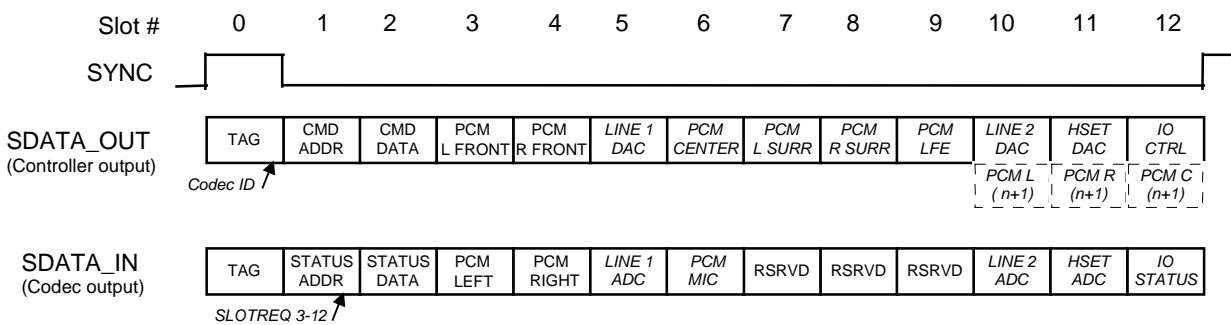 Slot # 0 1 2 3 4 5 6 7 8 9 10 11 12
SYNC
SDATA_OUT
(Controller output)
TAG
CMD
ADDR
CMD
DATA
PCM
L FRONT
PCM
R FRONT
LINE 1
DAC
PCM
CENTER
PCM
L SURR
PCM
R SURR
PCM
LFE
LINE 2
DAC
HSET
DAC
IO
CTRL
PCM L
( n+1)
PCM R
(n+1)
PCM C
(n+1)
Codec ID
SDATA_IN
(Codec output)
TAG
STATUS
ADDR
STATUS
DATA
PCM
LEFT
PCM
RIGHT
LINE 1
ADC
PCM
MIC
RSRVD
RSRVD
RSRVD
LINE 2
ADC
HSET
ADC
IO
STATUS
SLOTREQ 3-12